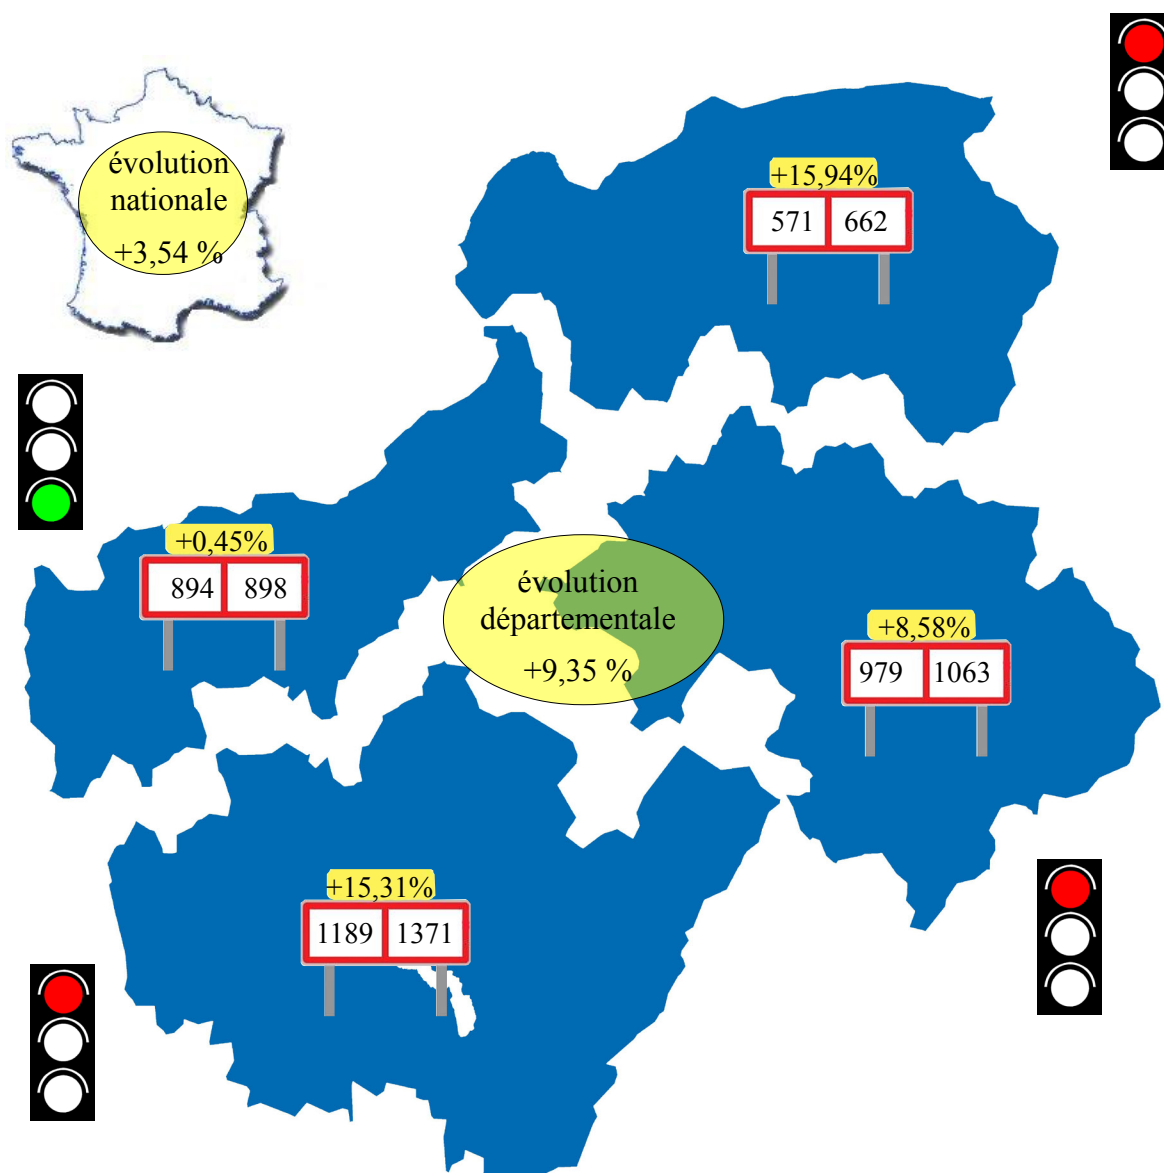 évolution
nationale
+3,54 %
+15,94%
571 662
+0,45%
894 898
évolution
départementale
+9,35 %
+8,58%
979 1063
+15,31%
1189 1371